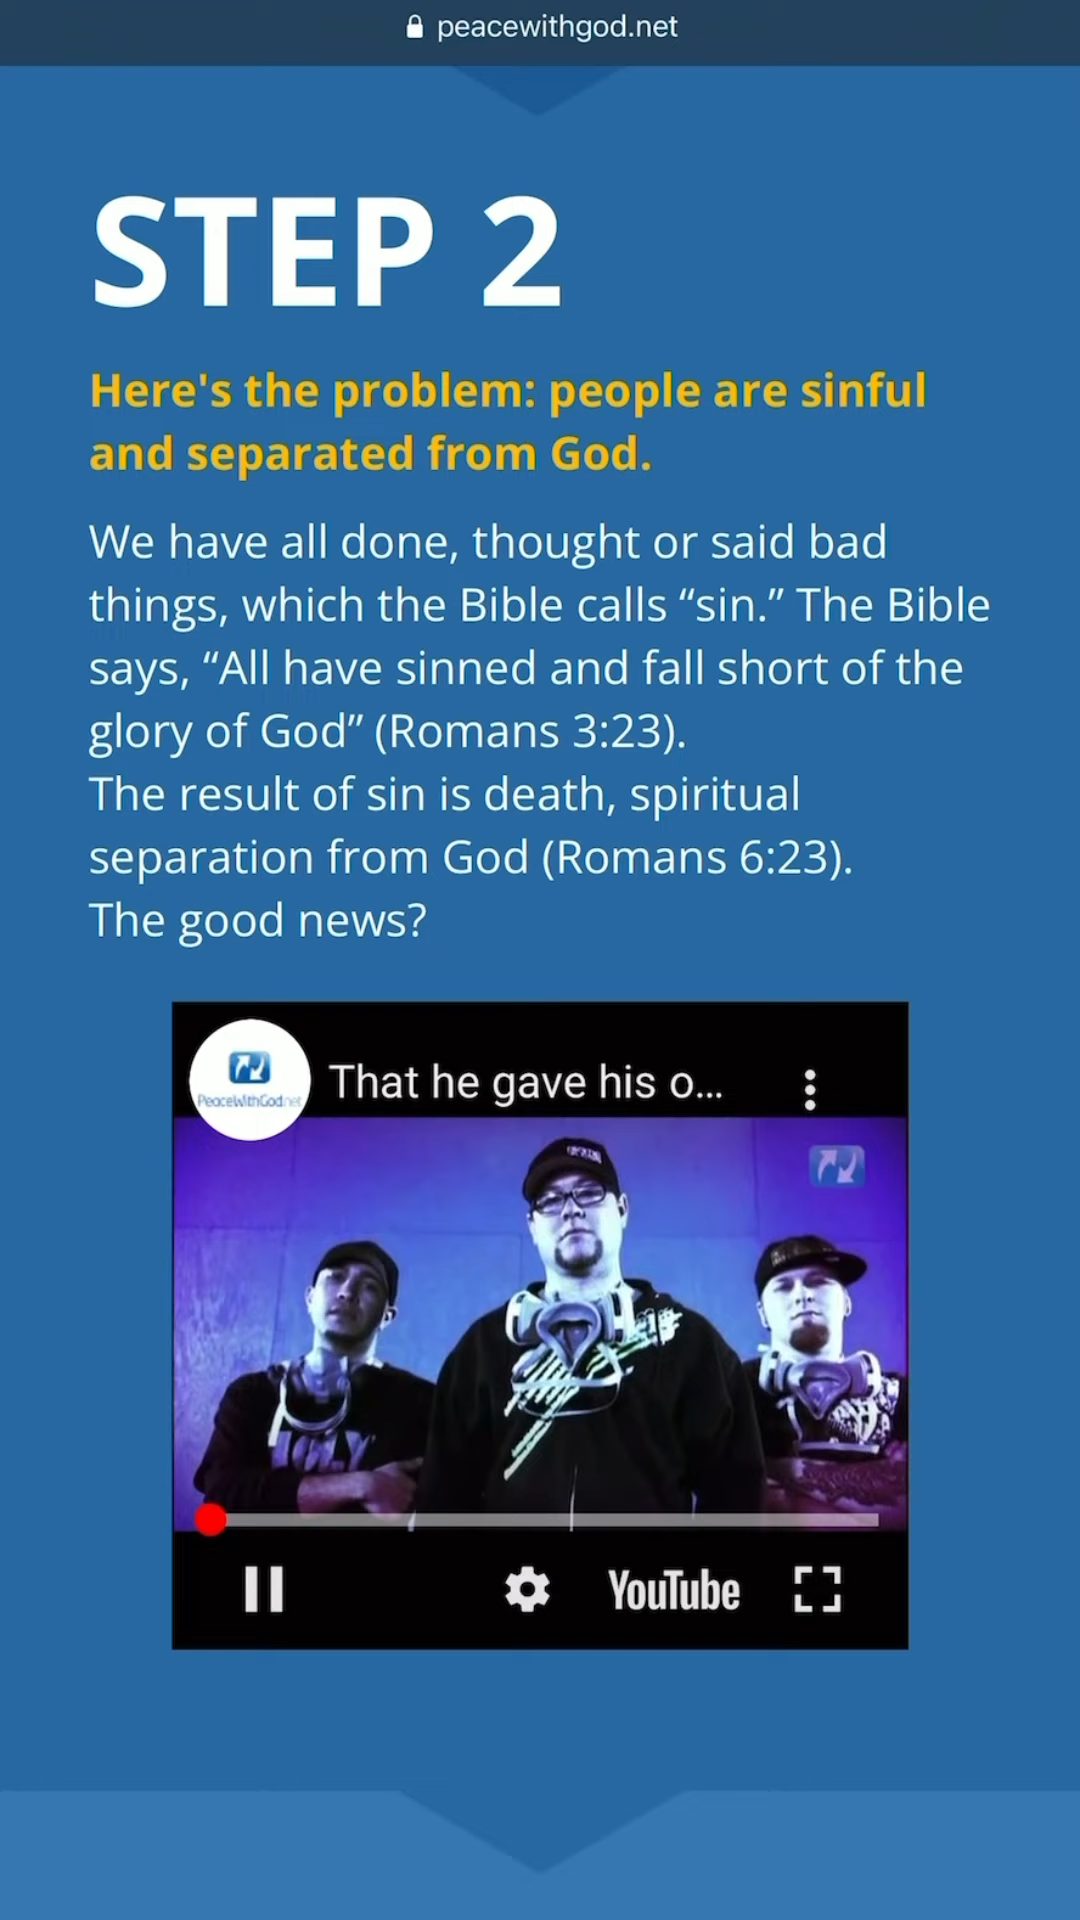 peacewithgod.net
STEP 2
Here's the problem: people are sinful
and separated from God.
We have all done, thought or said bad
things, which the Bible calls “sin.” The Bible
says, “All have sinned and fall short of the
glory of God” (Romans 3:23).
The result of sin is death, spiritual
separation from God (Romans 6:23).
The good news?
PeaceWithGod.net
That he gave his o...
YouTube